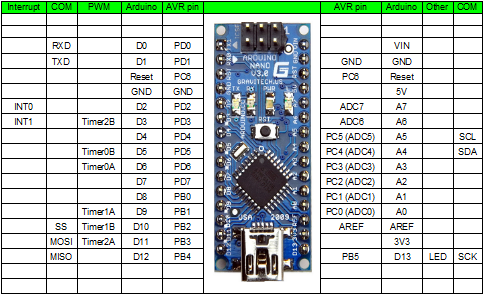 Interrupt COM PWM Arduino AVR pin AVR pin Arduino Other COM
RXD D0 PD0 VIN
TXD D1 PD1 GND GND
Reset PC6 PC6 Reset
GND GND 5V
INT0 D2 PD2 ADC7 A7
INT1 Timer2B D3 PD3 ADC6 A6
D4 PD4 PC5 (ADC5) A5 SCL
Timer0B D5 PD5 PC4 (ADC4) A4 SDA
Timer0A D6 PD6 PC3 (ADC3) A3
D7 PD7 PC2 (ADC2) A2
D8 PB0 PC1 (ADC1) A1
Timer1A D9 PB1 PC0 (ADC0) A0
SS Timer1B D10 PB2 AREF AREF
MOSI Timer2A D11 PB3 3V3
MISO D12 PB4 PB5 D13 LED SCK
ARDUINO
NANO
V3.0
GRAVITECH.US
TX RX PWR L
RST
USA 2009